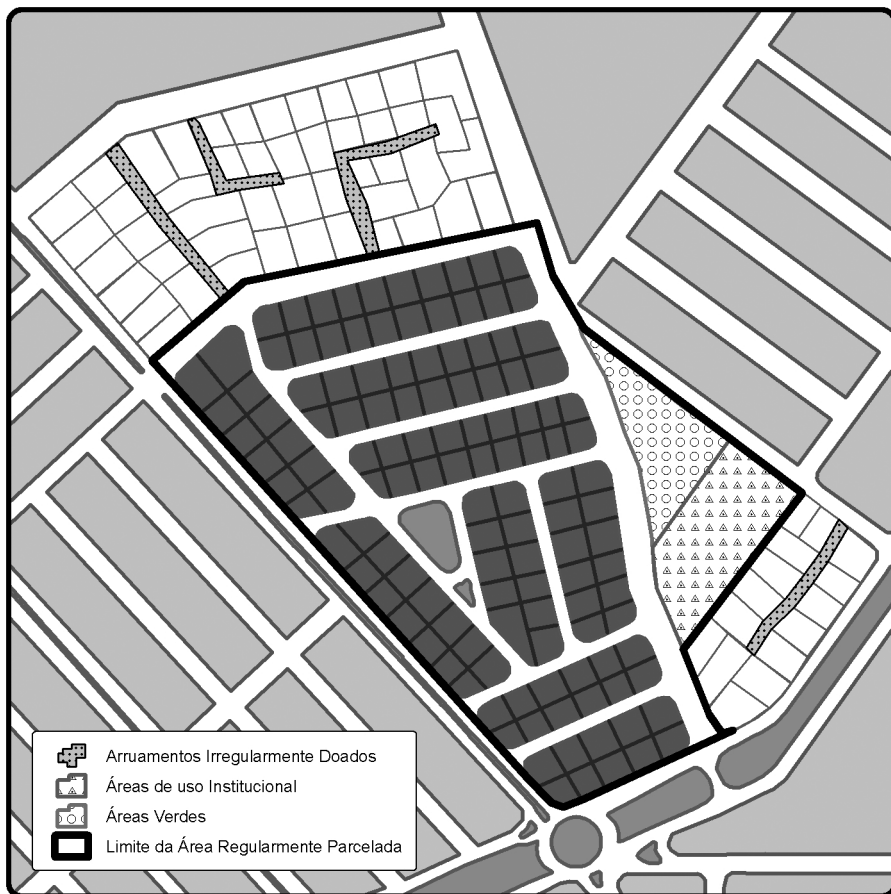 Arruamentos Irregularmente Doados
Áreas de uso Institucional
Áreas Verdes
Limite da Área Regularmente Parcelada